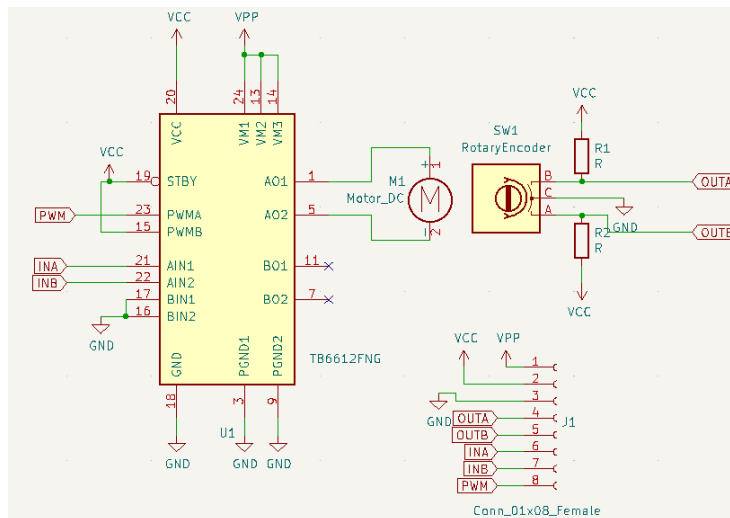 VCC
VPP
20
24
13
14
VCC
VM1
VM2
VM3
VCC
19
STBY
PWM
23
PWMA
15
PWMB
INA
21
AIN1
INB
22
AIN2
17
BIN1
16
BIN2
GND
AO1
1
AO2
5
BO1
11
BO2
7
GND
PGND1
PGND2
18
3
9
TB6612FNG
U1
GND
GND
GND
+
1
M1
Motor_DC
M
-
2
SW1
RotaryEncoder
B
C
A
VCC
R1
R
OUTA
GND
R2
R
OUTB
VCC
VCC
VPP
1
2
3
GND
OUTA
4
OUTB
5
INA
6
INB
7
PWM
8
J1
Conn_01x08_Female